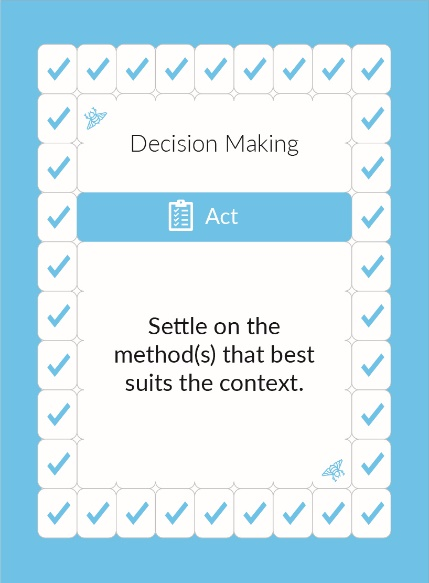 Decision Making
Act
Settle on the
method(s) that best
suits the context.